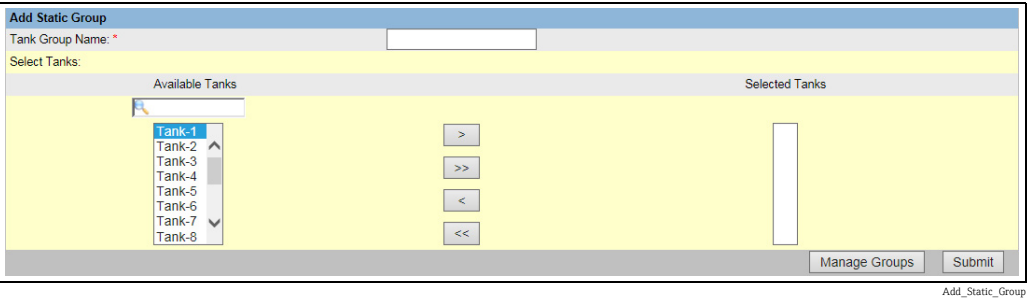 Add Static Group
Tank Group Name: *
Select Tanks:
Available Tanks Selected Tanks
Tank-1
Tank-2
Tank-3
Tank-4
Tank-5
Tank-6
Tank-7
Tank-8
>
>>
<
<<
Manage Groups Submit
Add_Static_Group